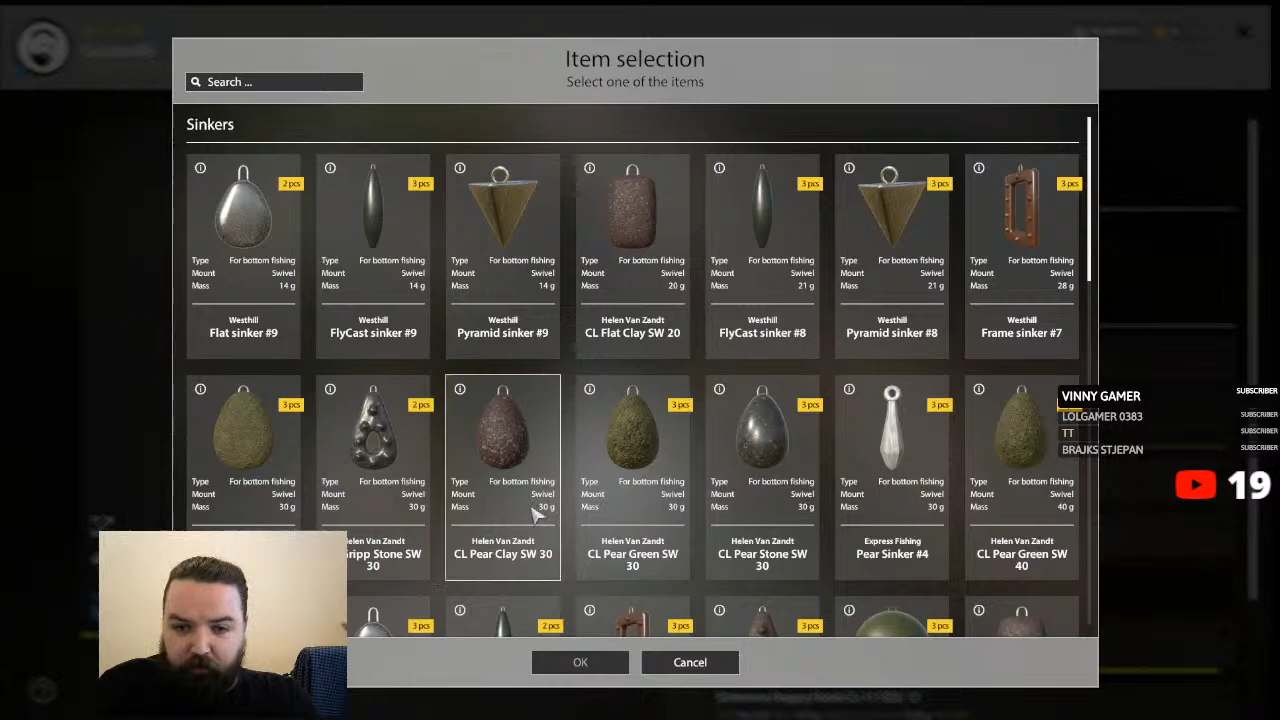 Item selection
Search ...
Select one of the items
Sinkers
2 pcs
3 pcs
3 pcs
3 pcs
3 pcs
3 pcs
Type For bottom fishing
Mount Swivel
Mass 14 g
Westhill
Flat sinker #9
Type For bottom fishing
Mount Swivel
Mass 14 g
Westhill
FlyCast sinker #9
Type For bottom fishing
Mount Swivel
Mass 14 g
Westhill
Pyramid sinker #9
Type For bottom fishing
Mount Swivel
Mass 20 g
Helen Van Zandt
CL Flat Clay SW 20
Type For bottom fishing
Mount Swivel
Mass 21 g
Westhill
FlyCast sinker #8
Type For bottom fishing
Mount Swivel
Mass 21 g
Westhill
Pyramid sinker #8
Type For bottom fishing
Mount Swivel
Mass 28 g
Westhill
Frame sinker #7
3 pcs
2 pcs
3 pcs
3 pcs
3 pcs
Type For bottom fishing
Mount Swivel
Mass 30 g
Type For bottom fishing
Mount Swivel
Mass 30 g
Helen Van Zandt
Gripp Stone SW
30
Type For bottom fishing
Mount Swivel
Mass 30 g
Helen Van Zandt
CL Pear Clay SW 30
Type For bottom fishing
Mount Swivel
Mass 30 g
Helen Van Zandt
CL Pear Green SW
30
Type For bottom fishing
Mount Swivel
Mass 30 g
Helen Van Zandt
CL Pear Stone SW
30
Type For bottom fishing
Mount Swivel
Mass 30 g
Express Fishing
Pear Sinker #4
Type For bottom fishing
Mount Swivel
Mass 40 g
Helen Van Zandt
CL Pear Green SW
40
3 pcs
2 pcs
3 pcs
3 pcs
3 pcs
OK
Cancel
VINNY GAMER SUBSCRIBER
LOLGAMER 0383 SUBSCRIBER
TT SUBSCRIBER
BRAJKS STJEPAN SUBSCRIBER
19